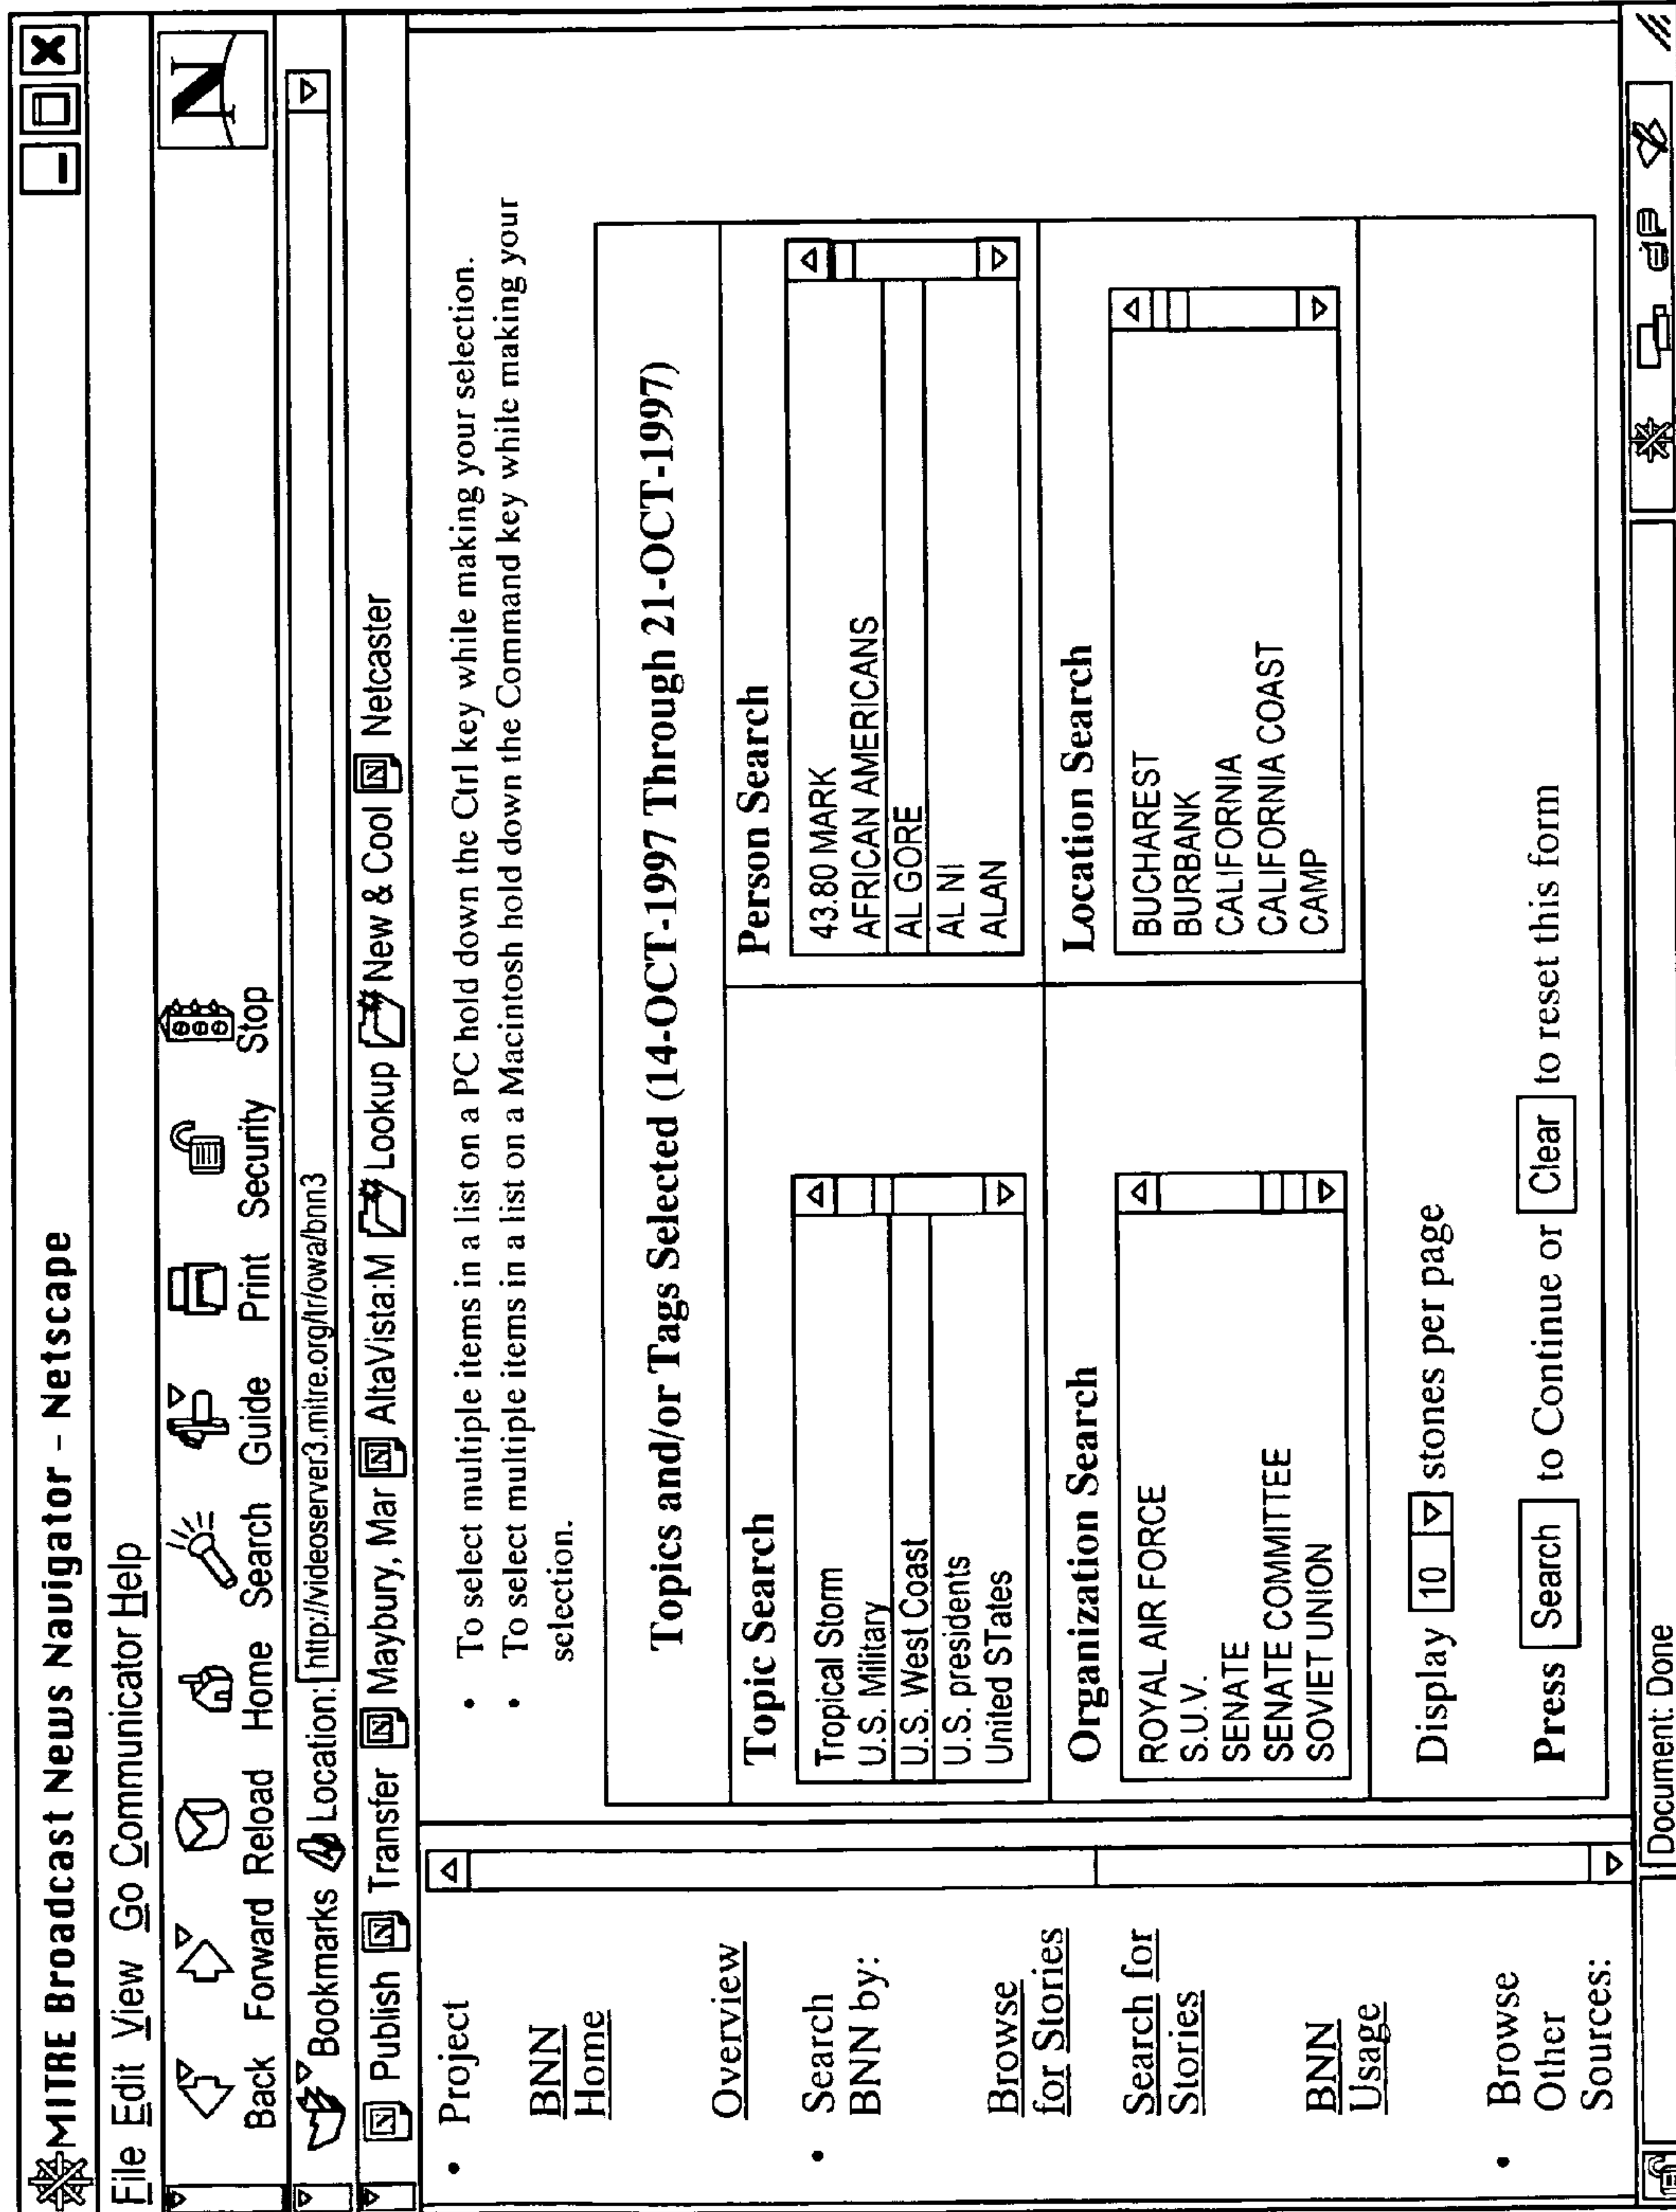 MITRE Broadcast News Navigator - Netscape
File Edit View Go Communicator Help
N
Back Forward Reload Home Search Guide Print Security Stop
Bookmarks Location: http://videoserver3.mitre.org/tr/owa/bnn3
Publish Transfer Maybury, Mar AltaVista:M Lookup New & Cool Netcaster
• Project
BNN
Home
Overview
• Search
BNN by:
Browse
for Stories
Search for
Stories
BNN
Usage
• Browse
Other
Sources:
• To select multiple items in a list on a PC hold down the Ctrl key while making your selection.
• To select multiple items in a list on a Macintosh hold down the Command key while making your
selection.
Topics and/or Tags Selected (14-OCT-1997 Through 21-OCT-1997)
Topic Search
Tropical Storm
U.S. Military
U.S. West Coast
U.S. presidents
United STates
Person Search
43.80 MARK
AFRICAN AMERICANS
AL GORE
AL NI
ALAN
Organization Search
ROYAL AIR FORCE
S.U.V.
SENATE
SENATE COMMITTEE
SOVIET UNION
Location Search
BUCHAREST
BURBANK
CALIFORNIA
CALIFORNIA COAST
CAMP
Display 10 stones per page
Press Search to Continue or Clear to reset this form
Document: Done